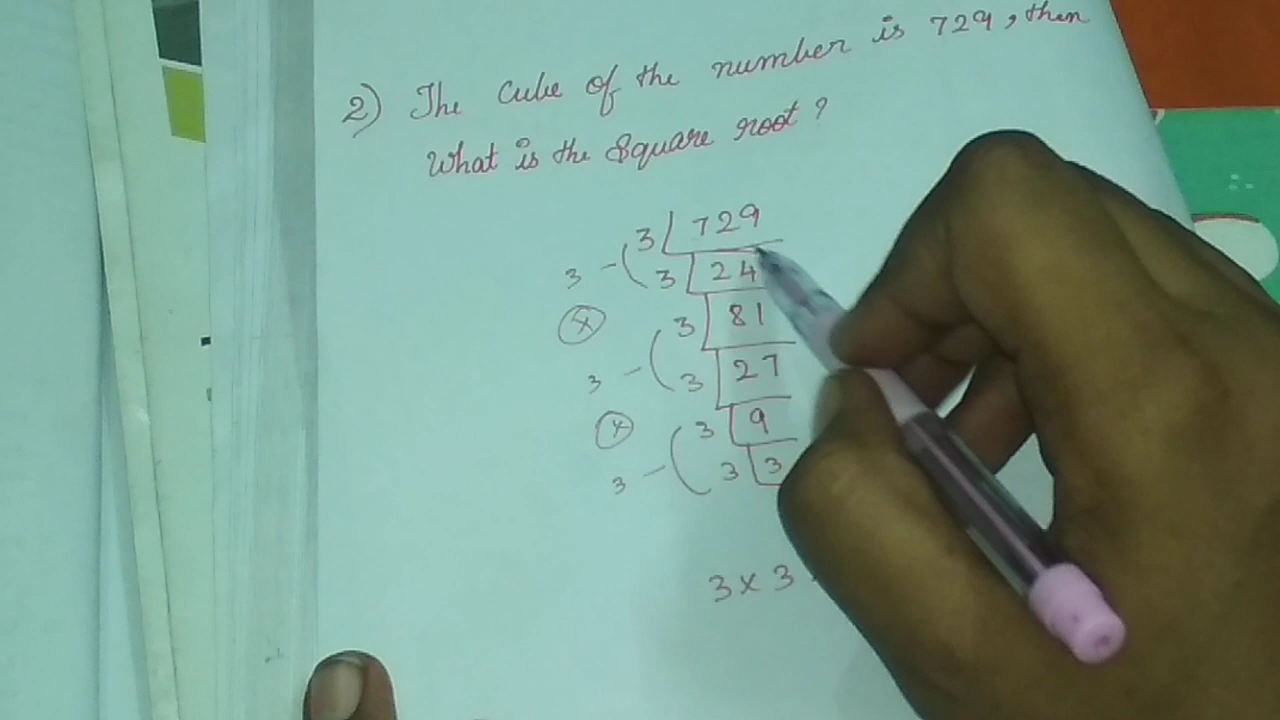 2) The cube of the number is 729, then
What is the square root?
3 729
3 - ( 3 24
× 3 81
3 - ( 3 27
× 3 9
3 - ( 3 3
3 × 3